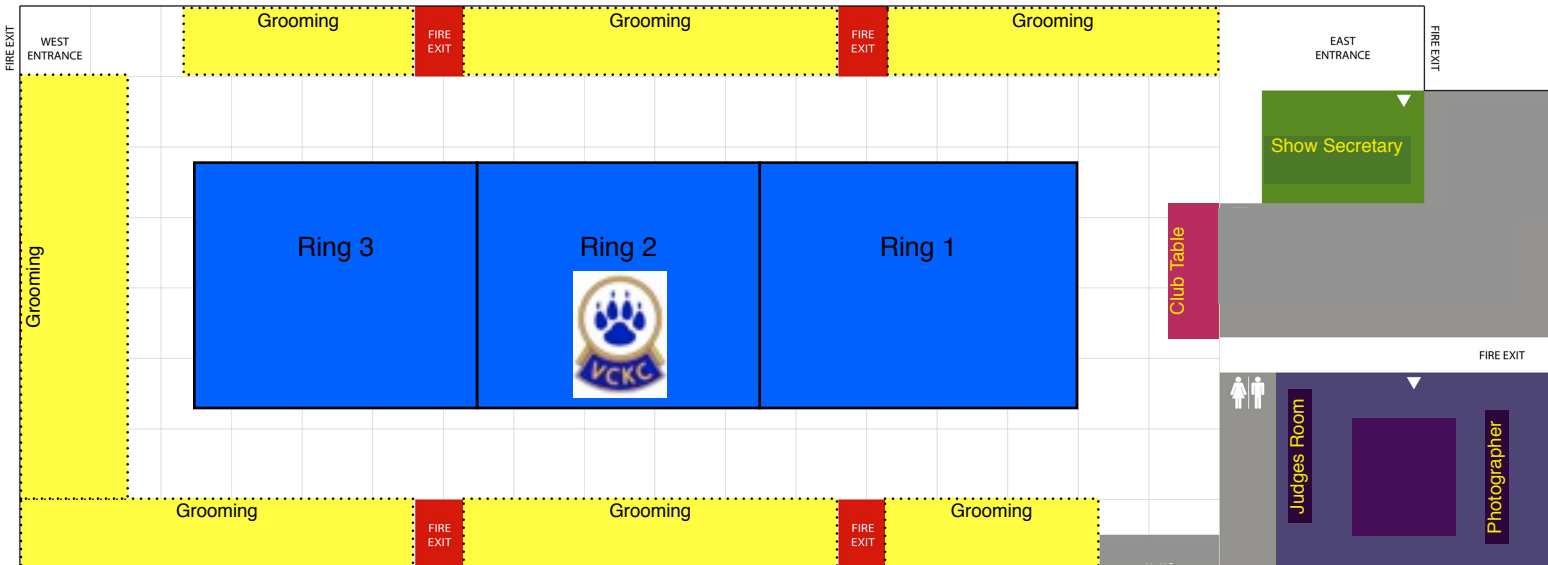 Grooming
FIRE
EXIT
Grooming
FIRE
EXIT
Grooming
FIRE EXIT
WEST
ENTRANCE
EAST
ENTRANCE
FIRE EXIT
Show Secretary
Ring 3
Ring 2
Ring 1
Grooming
Club Table
VCKC
FIRE EXIT
Judges Room
Photographer
Grooming
FIRE
EXIT
Grooming
FIRE
EXIT
Grooming